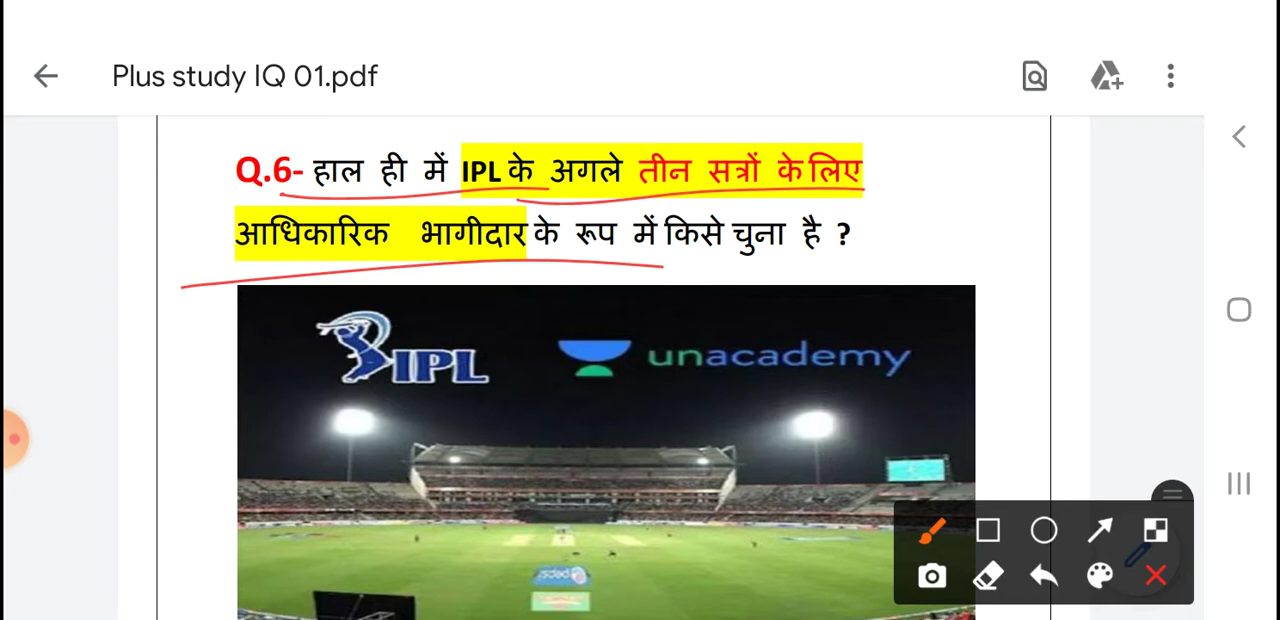 Plus study IQ 01.pdf
Q.6- हाल ही में IPL के अगले तीन सत्रों के लिए
आधिकारिक भागीदार के रूप में किसे चुना है ?
IPL unacademy